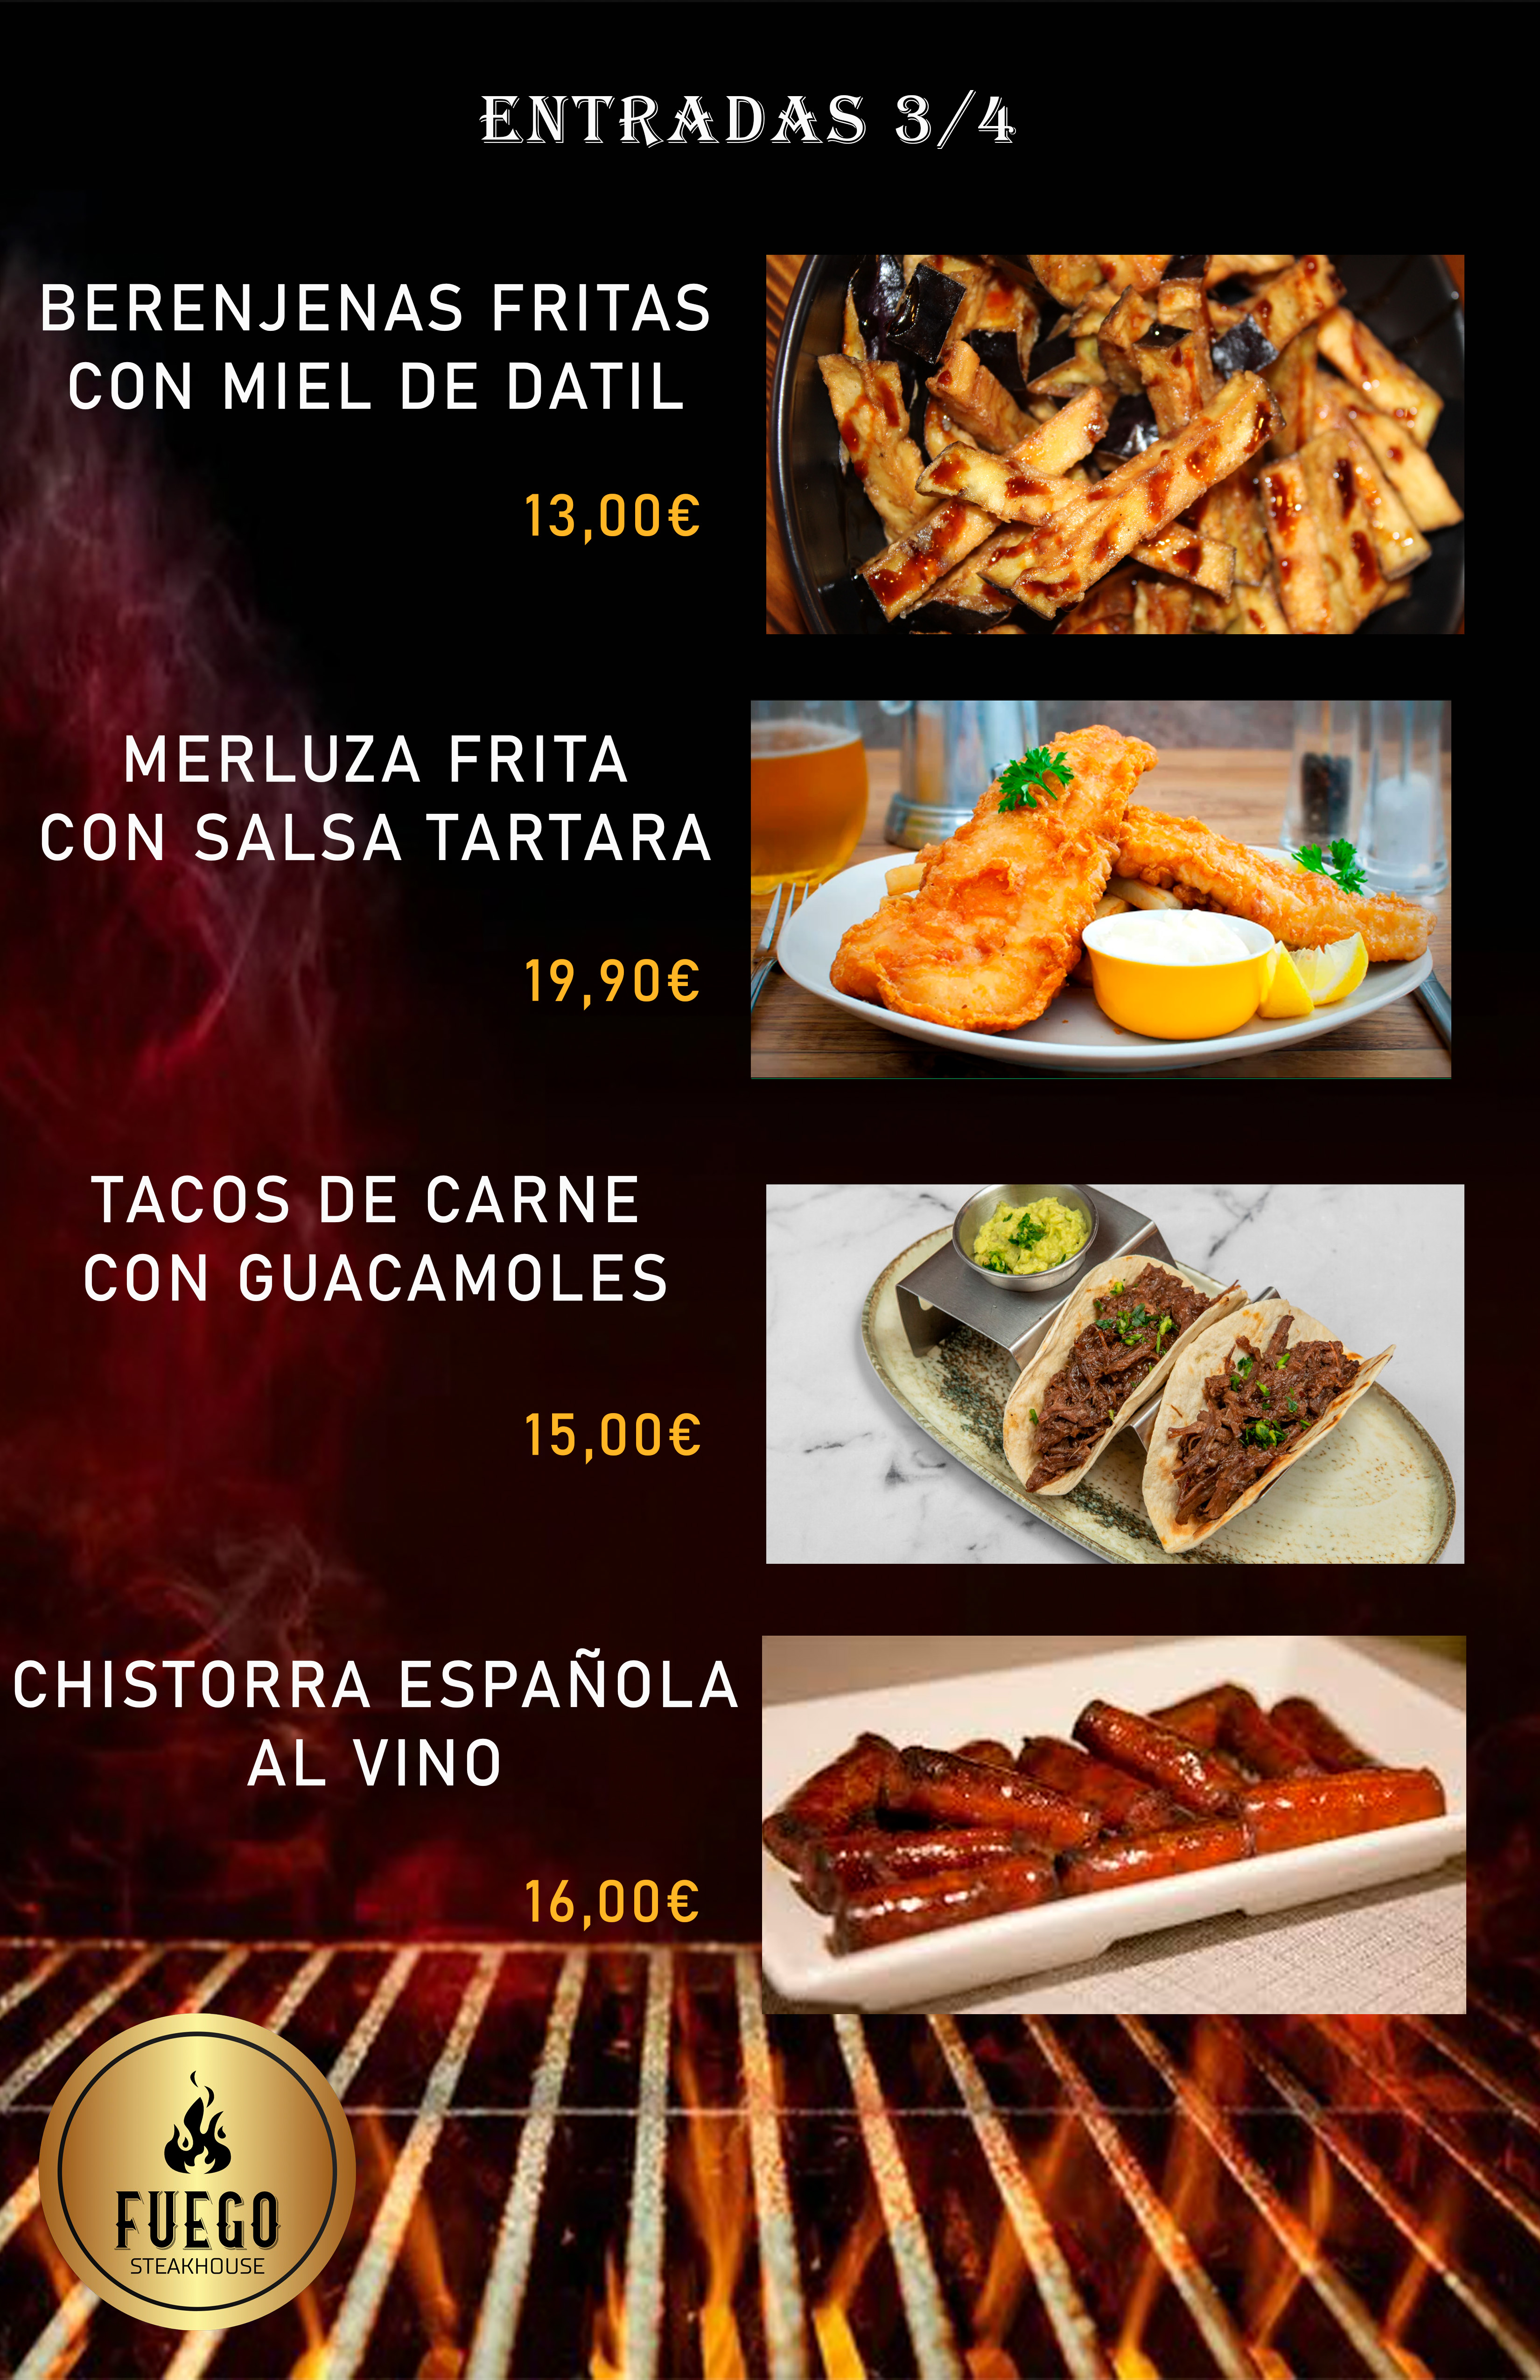 ENTRADAS 3/4
BERENJENAS FRITAS
CON MIEL DE DATIL
13,00€
MERLUZA FRITA
CON SALSA TARTARA
19,90€
TACOS DE CARNE
CON GUACAMOLES
15,00€
CHISTORRA ESPAÑOLA
AL VINO
16,00€
FUEGO
STEAKHOUSE